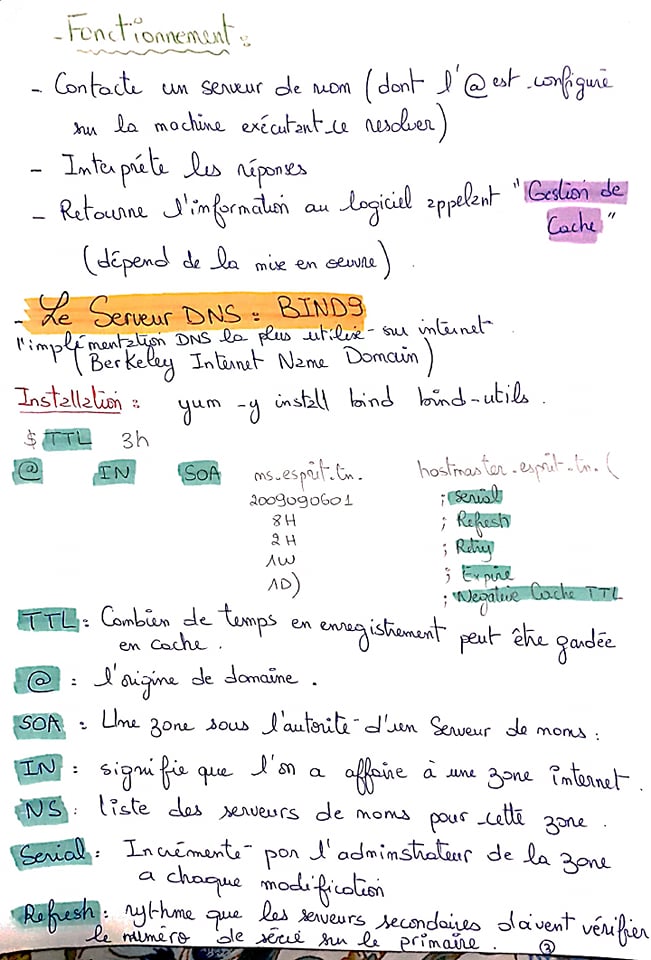 - Fonctionnement :
- Contacte un serveur de nom (dont l'@ est configuré
sur la machine exécutant ce resolver)
- Interpréte les réponses
- Retourne l'information au logiciel appelant "Gestion de
Cache"
(dépend de la mise en oeuvre).
- Le Serveur DNS : BIND9
l'implémentation DNS la plus utilisé sur internet.
(Berkeley Internet Name Domain)
Installation : yum -y install bind bind-utils.
$ TTL 3h
@ IN SOA ms.esprit.tn. hostmaster.esprit.tn. (
2009090601 ; serial
8H ; Refresh
2H ; Retry
1W ; Expire
1D) ; Negative Cache TTL
TTL : Combien de temps en enregistrement peut être gardée
en cache.
@ : l'origine de domaine.
SOA : Une zone sous l'autorité d'un Serveur de moms :
IN : signifie que l'on a affaire à une zone internet.
NS : liste des serveurs de moms pour cette zone.
Serial : Incrémenté par l'adminstrateur de la zone
a chaque modification
Refresh : rythme que les serveurs secondaires doivent vérifier
le numéro de série sur le primaire. ②